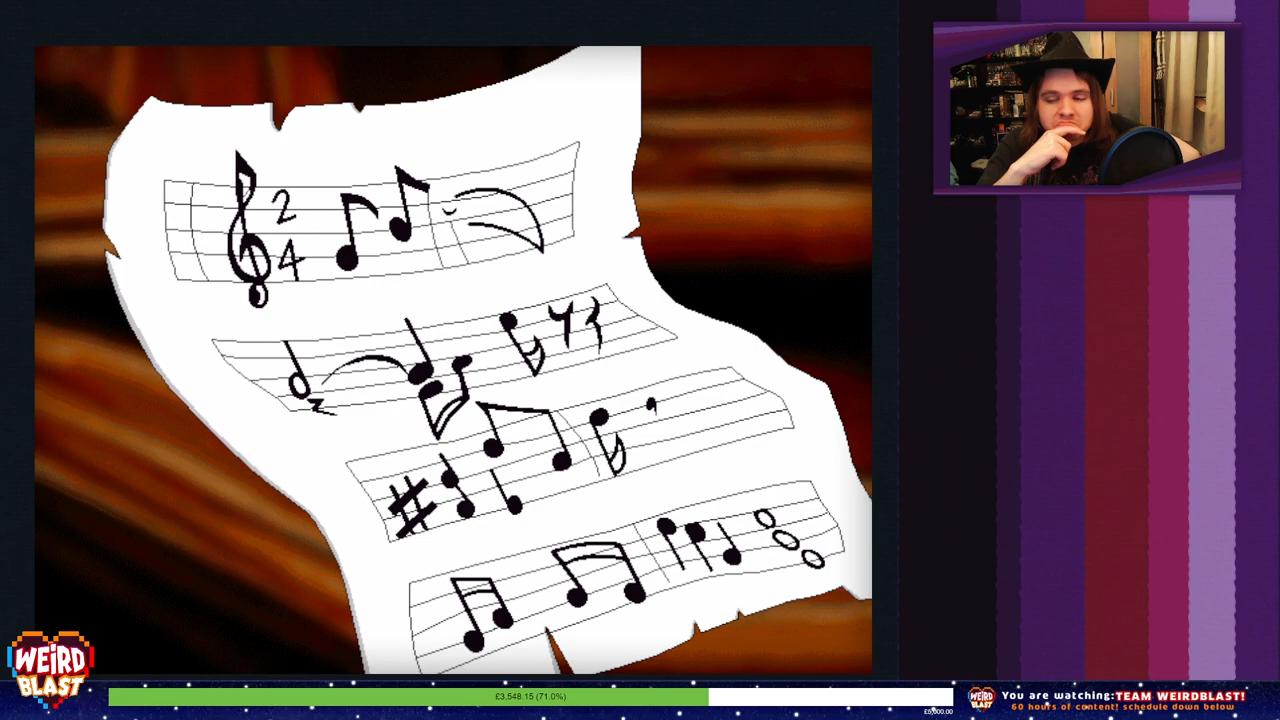 2
4
WEiRD
BLAST
£3,548.15 (71.0%)
£5,000.00
WEiRD
BLAST
You are watching:TEAM WEIRDBLAST!
60 hours of content! schedule down below